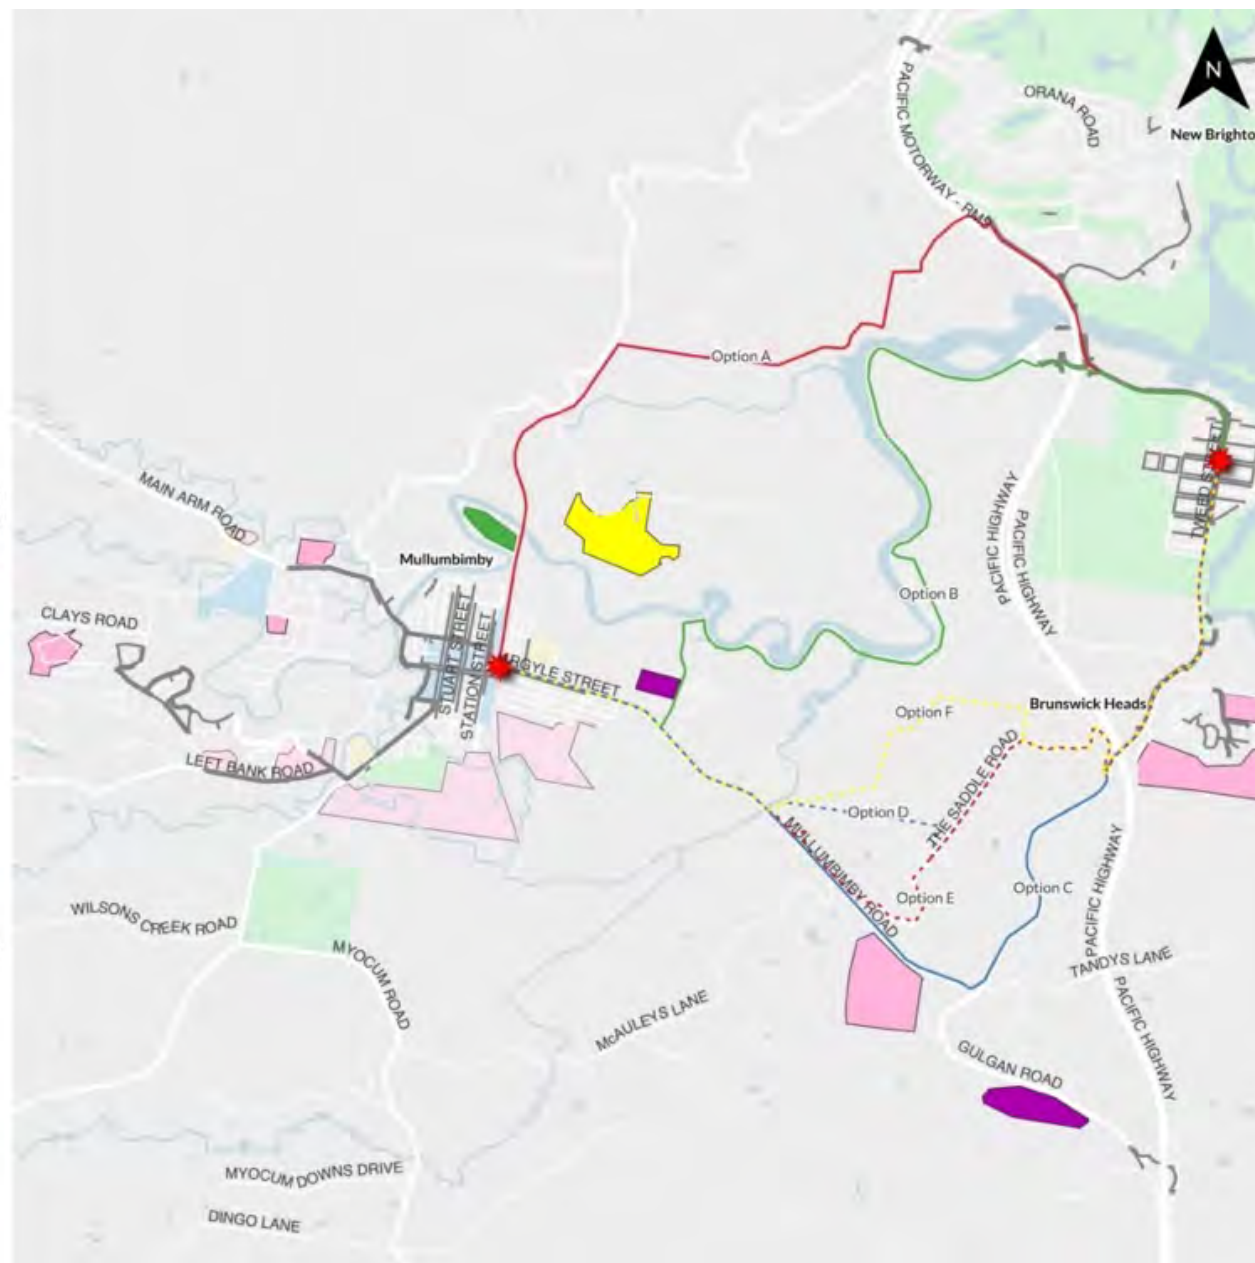 N
ORANA ROAD
New Brighto
PACIFIC MOTORWAY - RMS
Option A
TWEED STREET
MAIN ARM ROAD
PACIFIC HIGHWAY
PACIFIC HIGHWAY
Mullumbimby
Option B
CLAYS ROAD
STUART STREET
STATION STREET
RGYLE STREET
Option F
Brunswick Heads
LEFT BANK ROAD
THE SADDLE ROAD
Option D
MULLUMBIMBY ROAD
Option E
Option C
PACIFIC HIGHWAY
WILSONS CREEK ROAD
MYOCUM ROAD
TANDYS LANE
McAULEYS LANE
PACIFIC HIGHWAY
GULGAN ROAD
MYOCUM DOWNS DRIVE
DINGO LANE